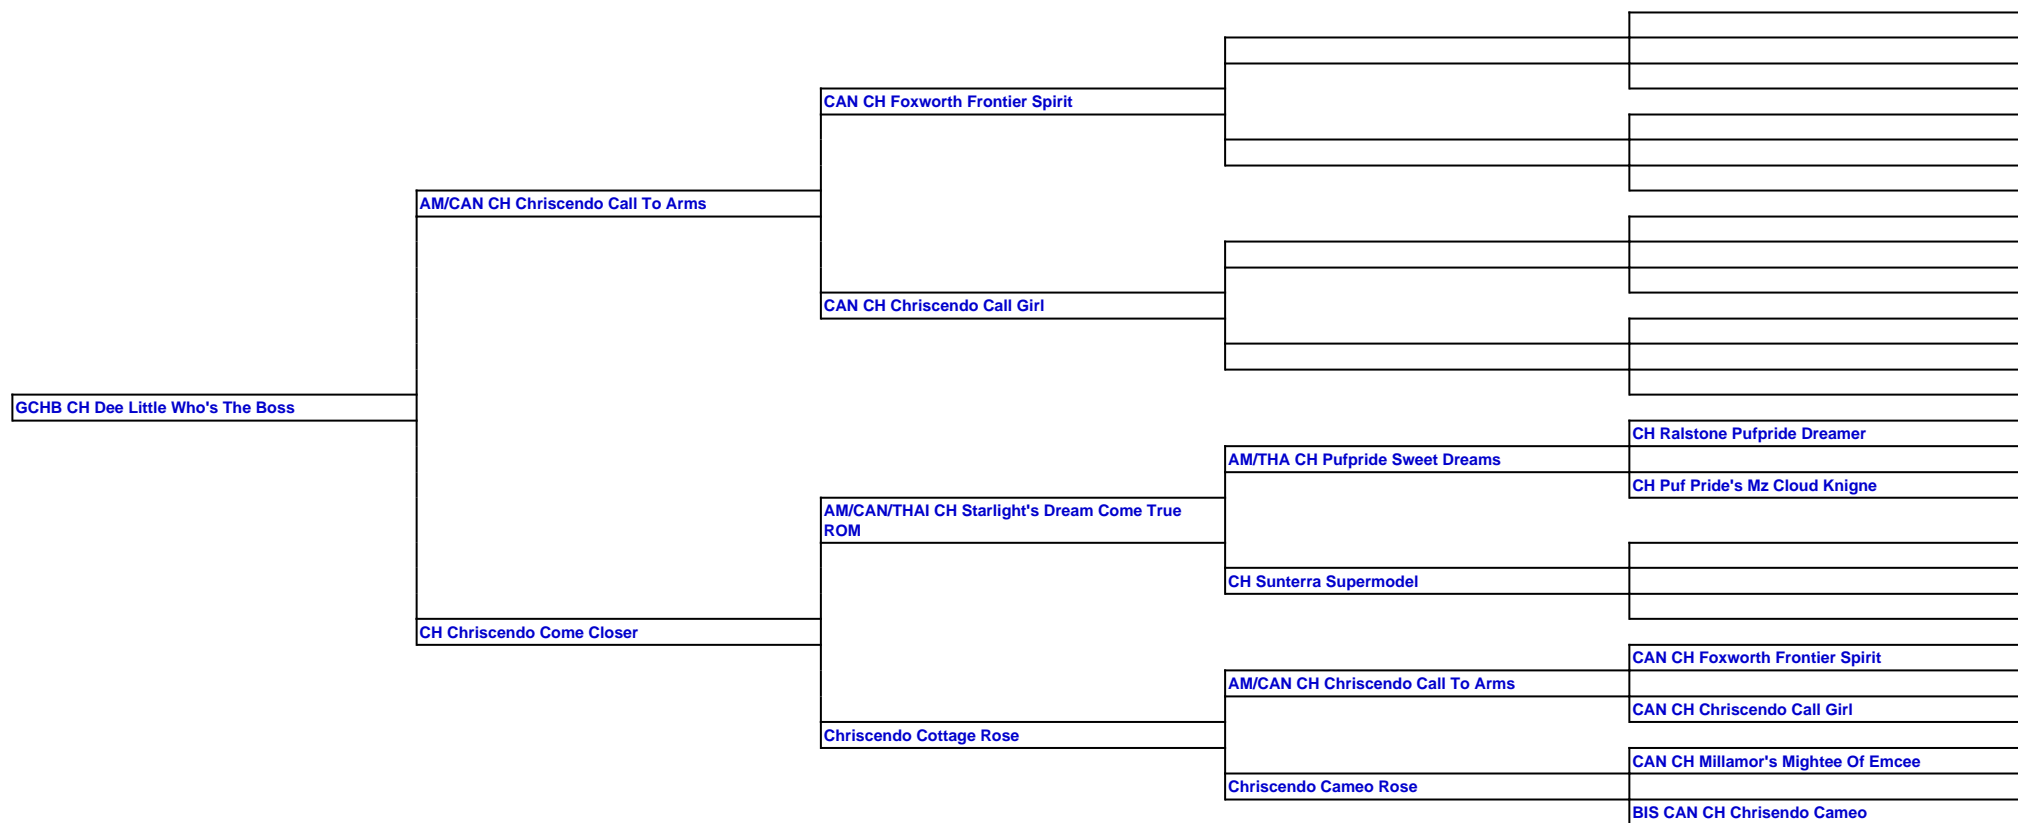 CAN CH Foxworth Frontier Spirit
AM/CAN CH Chriscendo Call To Arms
CAN CH Chriscendo Call Girl
GCHB CH Dee Little Who's The Boss
CH Ralstone Pufpride Dreamer
AM/THA CH Pufpride Sweet Dreams
CH Puf Pride's Mz Cloud Knigne
AM/CAN/THAI CH Starlight's Dream Come True
ROM
CH Sunterra Supermodel
CH Chriscendo Come Closer
CAN CH Foxworth Frontier Spirit
AM/CAN CH Chriscendo Call To Arms
CAN CH Chriscendo Call Girl
Chriscendo Cottage Rose
CAN CH Millamor's Mightee Of Emcee
Chriscendo Cameo Rose
BIS CAN CH Chrisendo Cameo